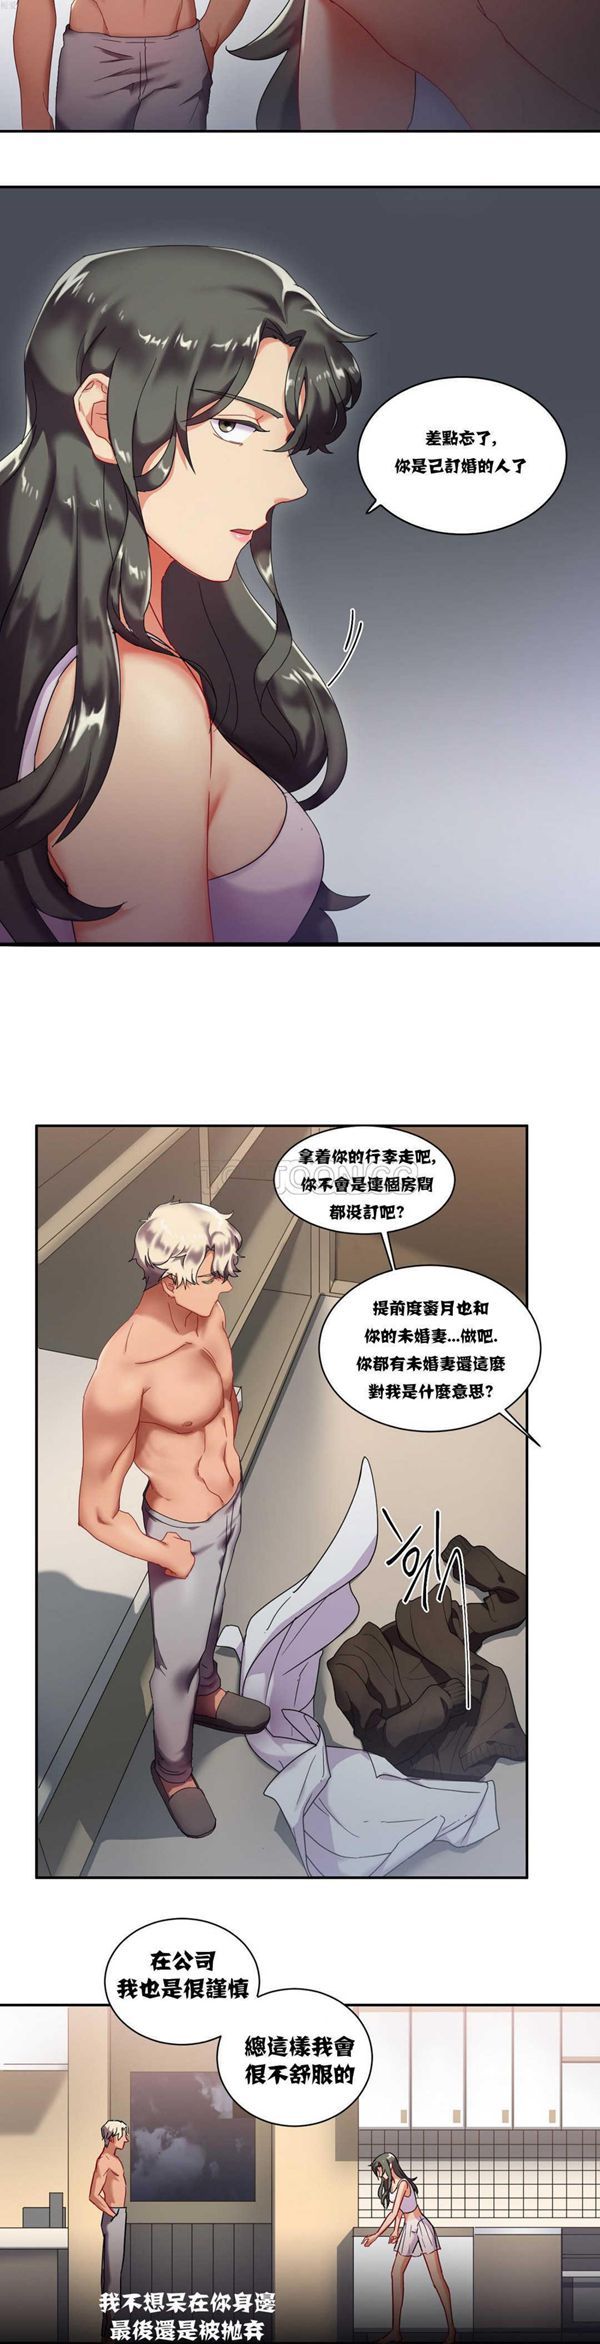 差點忘了,
你是已訂婚的人了
拿着你的行李走吧,
你不會是連個房間
都没訂吧?
提前度蜜月也和
你的未婚妻...做吧.
你都有未婚妻還這麼
對我是什麼意思?
在公司
我也是很謹慎
總這樣我會
很不舒服的
我不想呆在你身邊
最後還是被抛弃